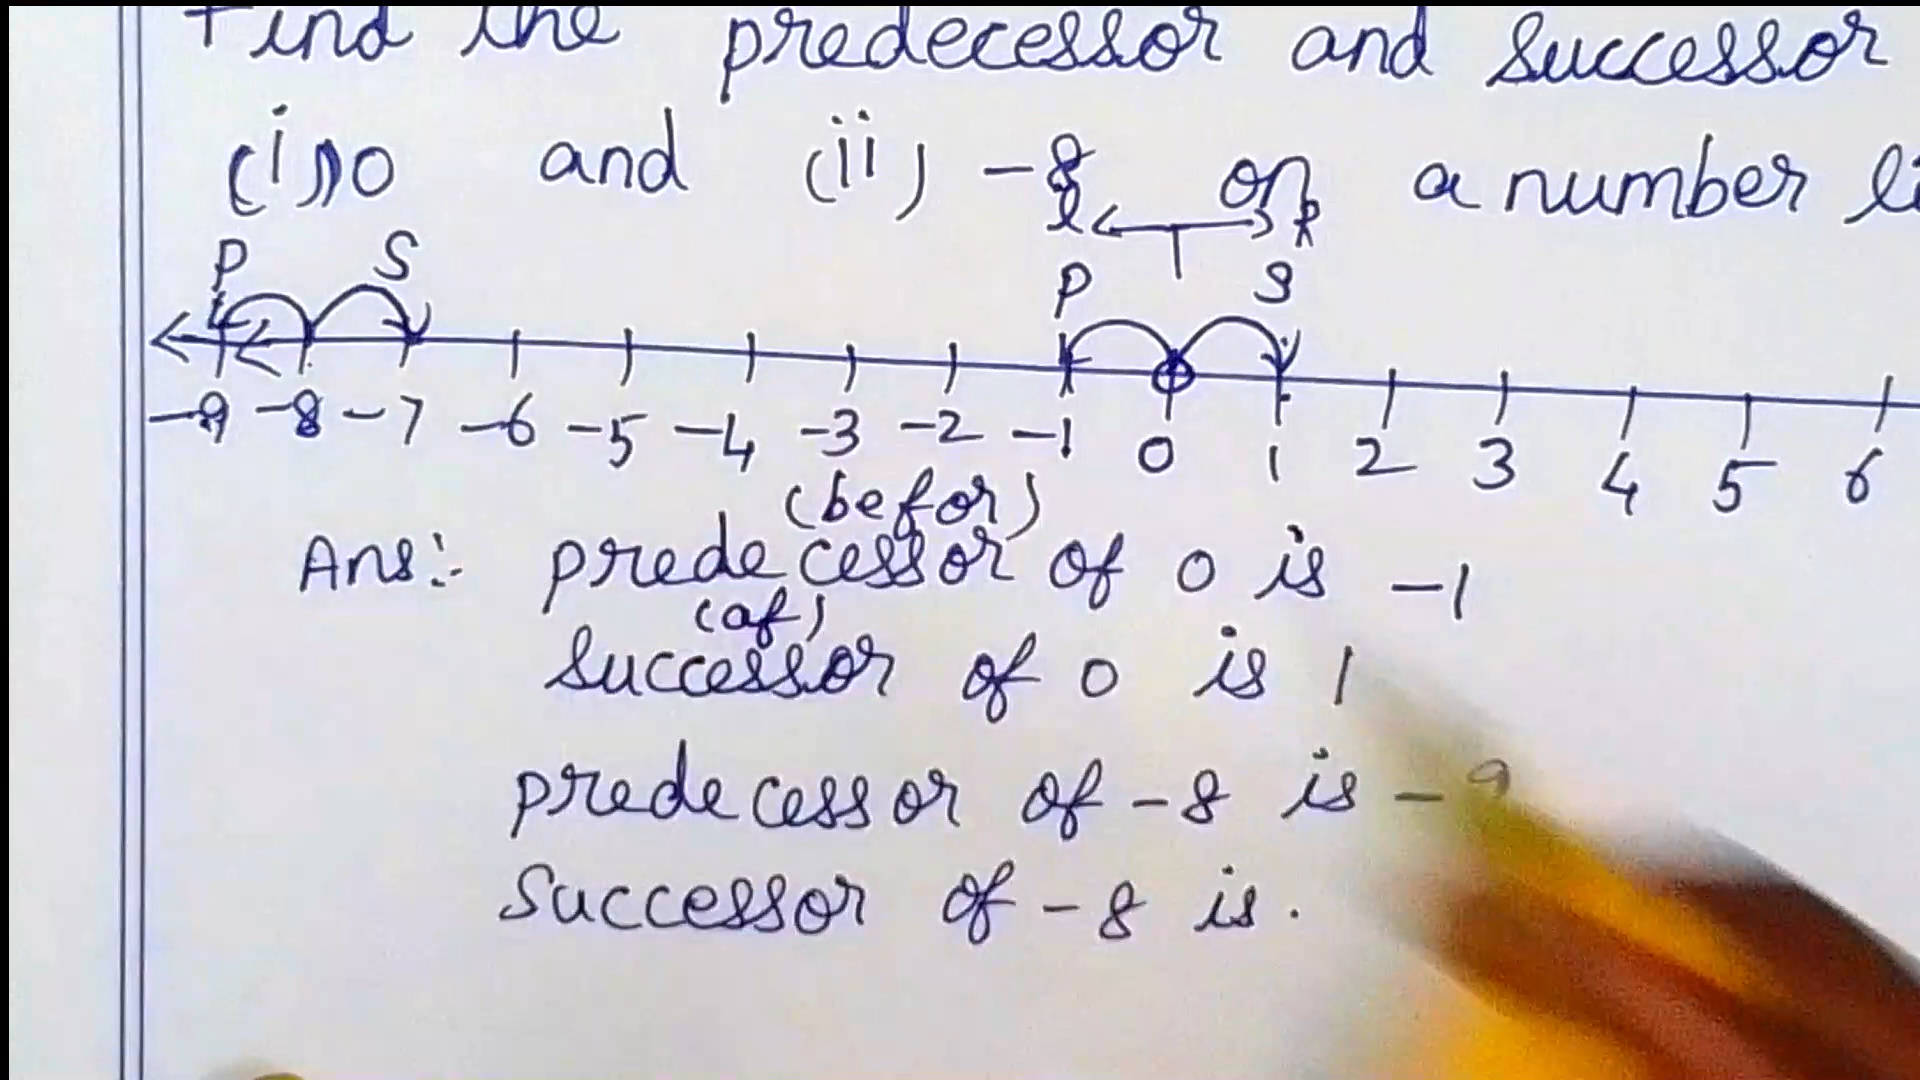 Find the predecessor and successor
(i) 0 and (ii) -8 on a number
l R
P S P S
-9 -8 -7 -6 -5 -4 -3 -2 -1 0 1 2 3 4 5 6
(befor)
Ans:- predecessor of 0 is -1
(af)
Successor of 0 is 1
predecessor of -8 is -9
Successor of -8 is.